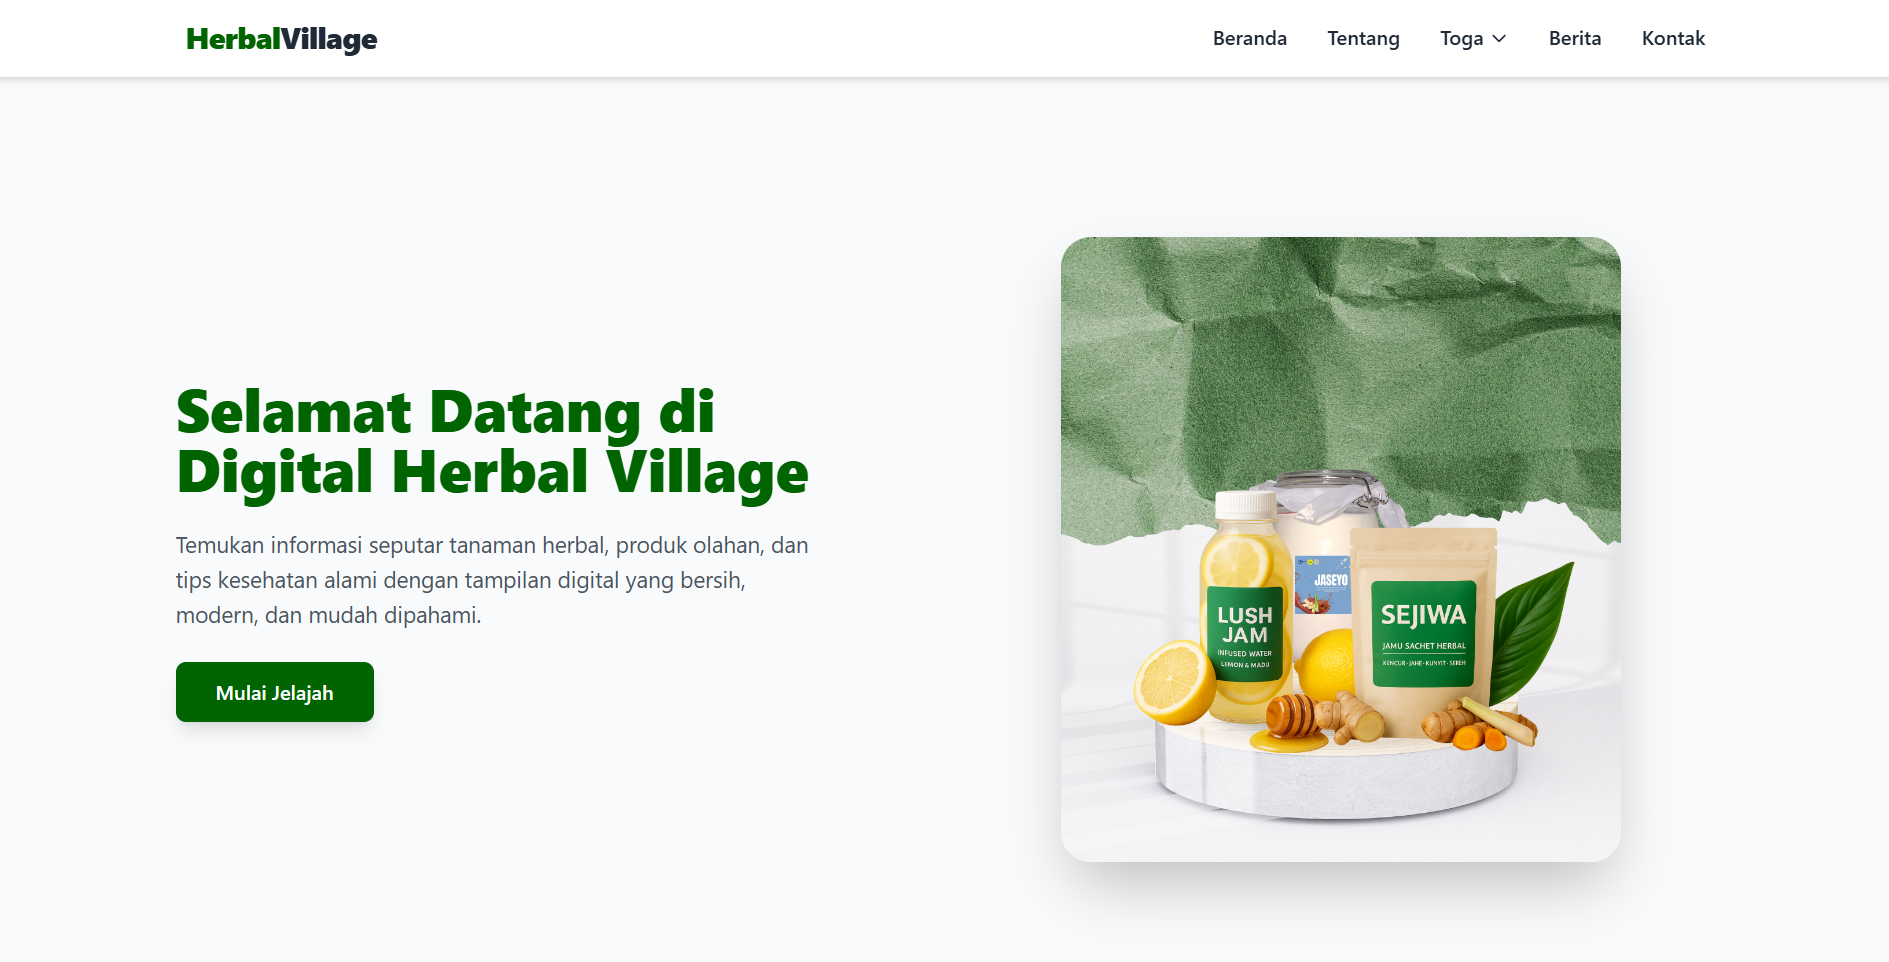 HerbalVillage
Beranda
Tentang
Toga
Berita
Kontak
Selamat Datang di
Digital Herbal Village
Temukan informasi seputar tanaman herbal, produk olahan, dan
tips kesehatan alami dengan tampilan digital yang bersih,
modern, dan mudah dipahami.
Mulai Jelajah
LUSH
JAM
INFUSED WATER
LEMON & MADU
JASEYO
SEJIWA
JAMU SACHET HERBAL
KENCUR · JAHE · KUNYIT · SEREH